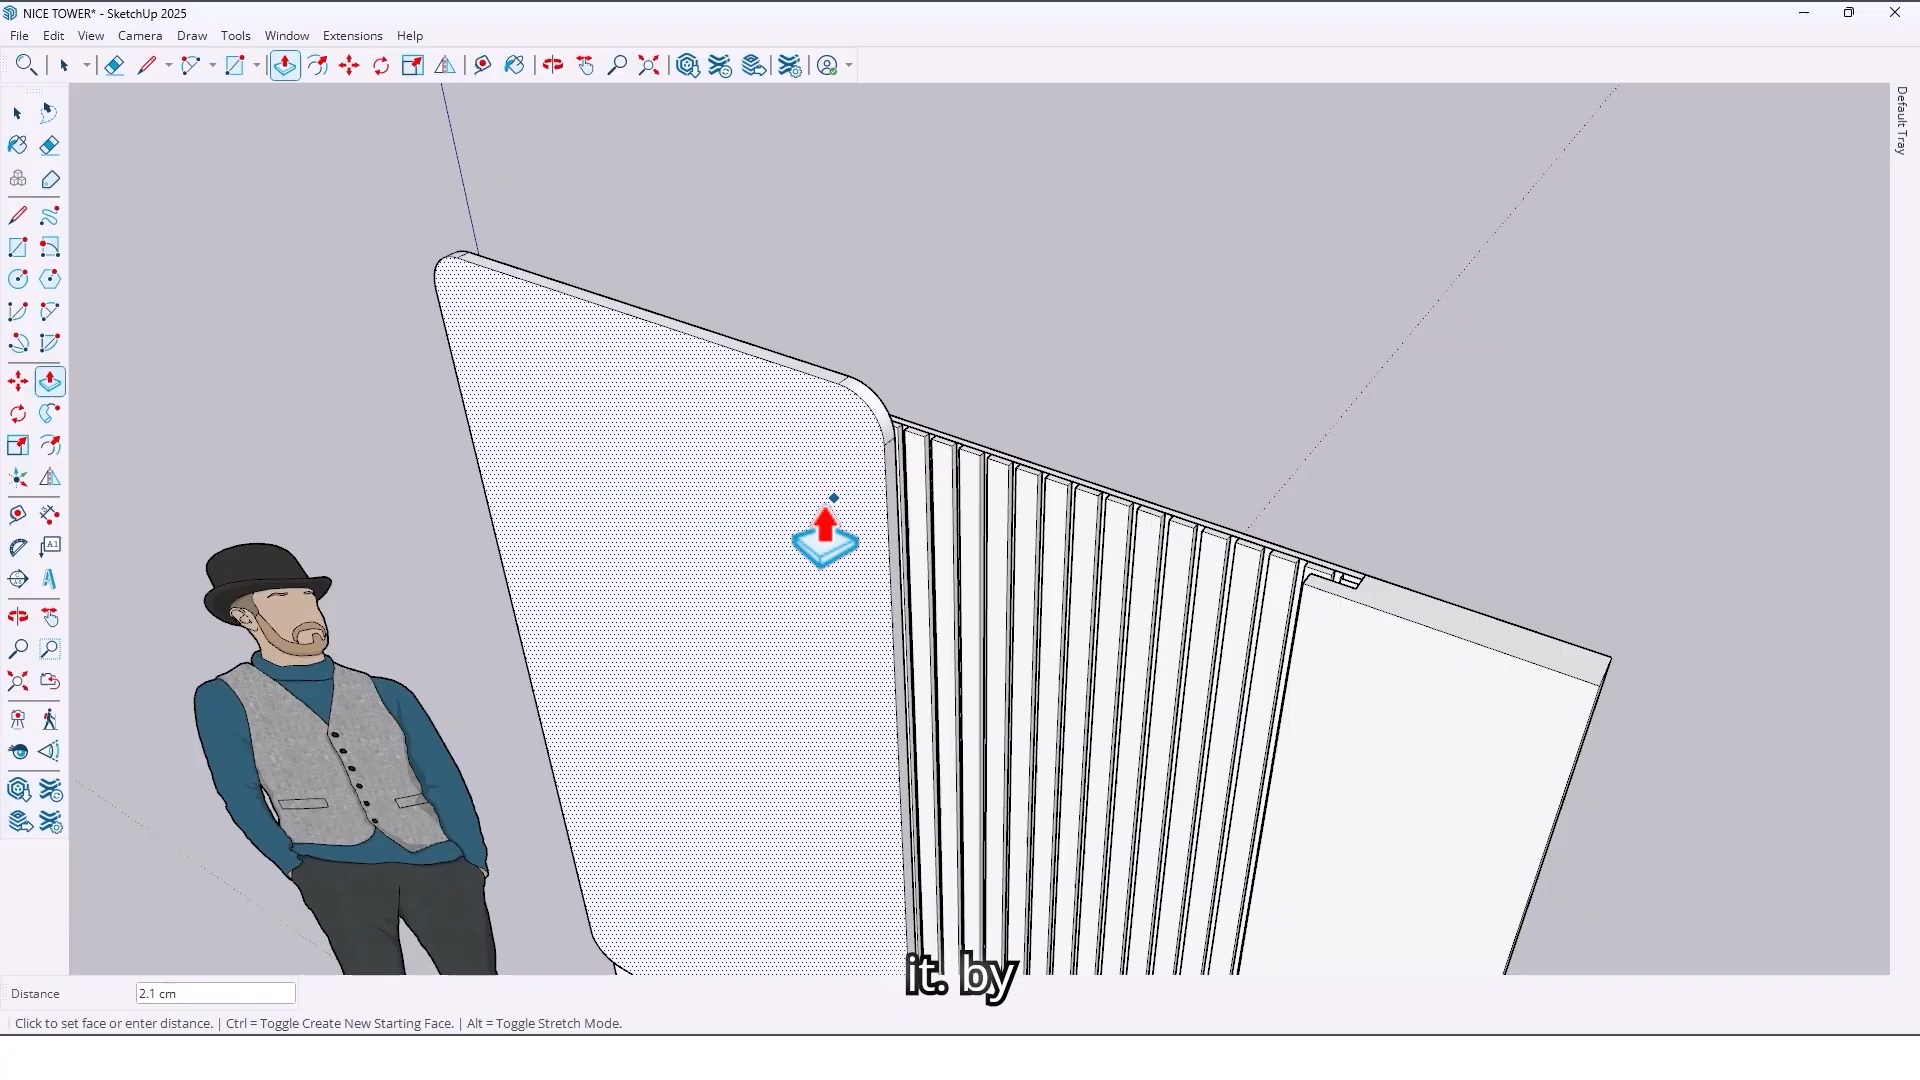 NICE TOWER* - SketchUp 2025
File Edit View Camera Draw Tools Window Extensions Help
Default Tray
A1
it. by
Distance 2.1 cm
Click to set face or enter distance. | Ctrl = Toggle Create New Starting Face. | Alt = Toggle Stretch Mode.